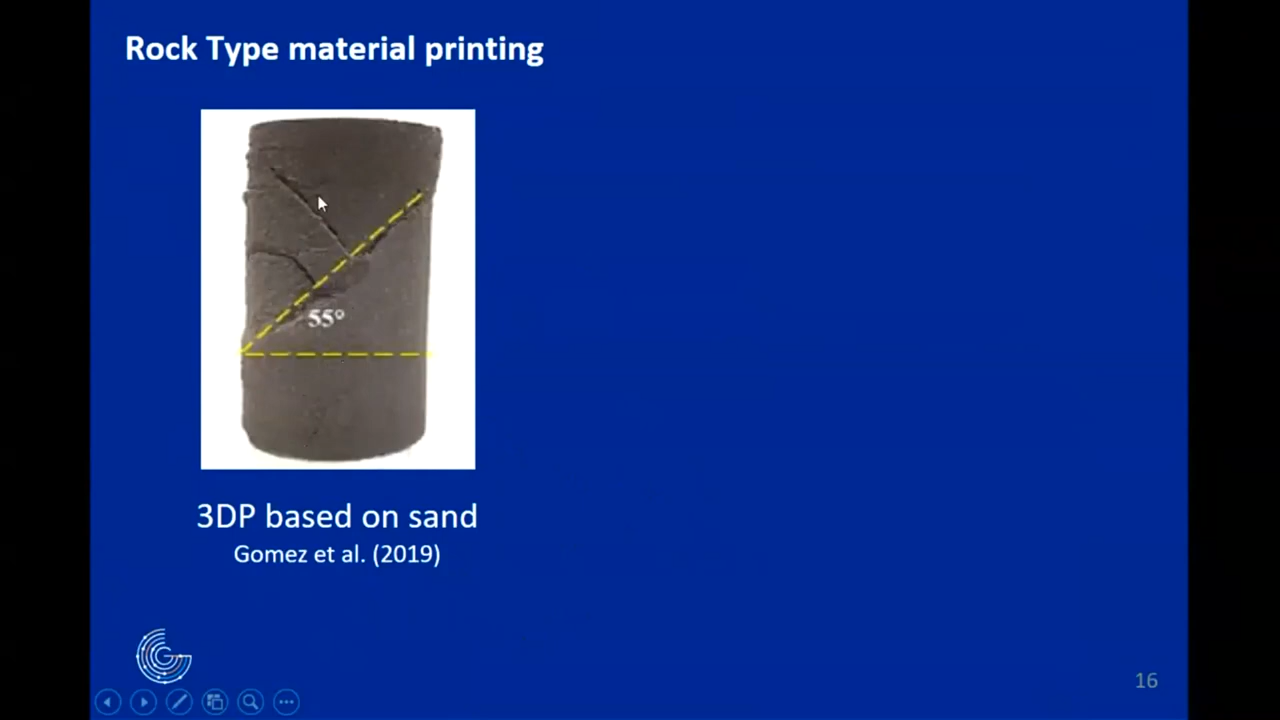 Rock Type material printing
55°
3DP based on sand
Gomez et al. (2019)
16